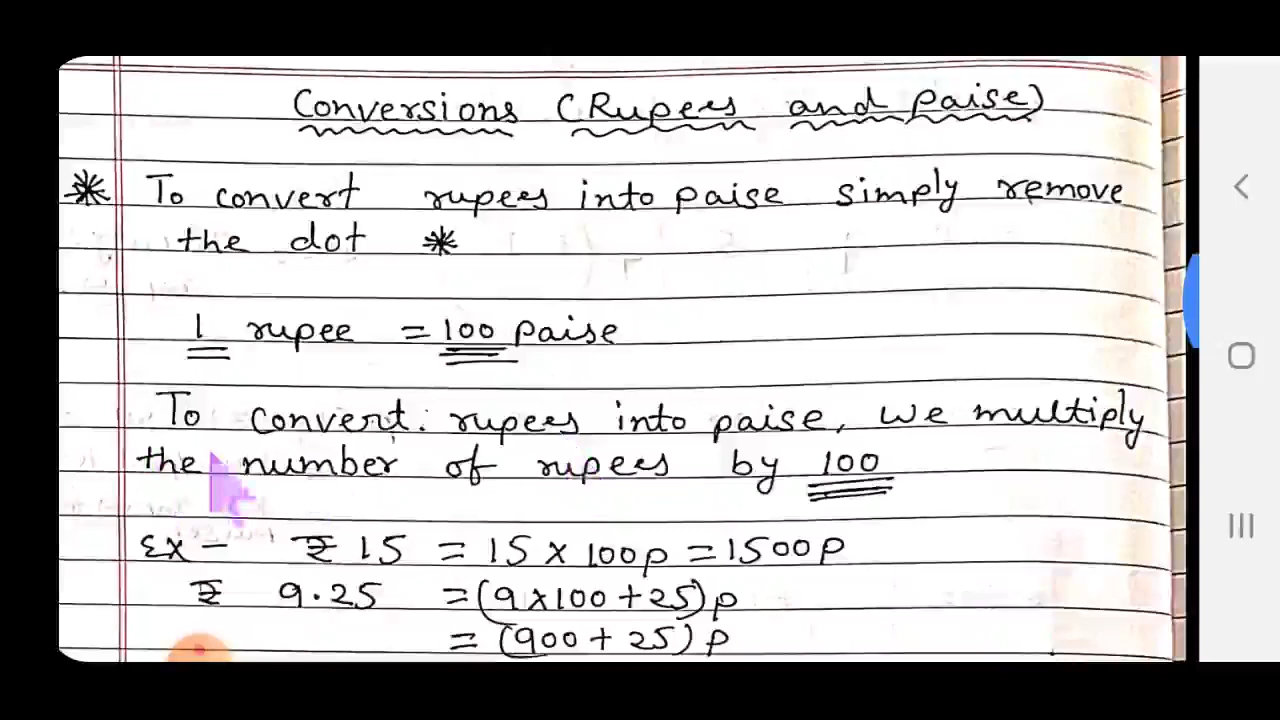 Conversions (Rupees and paise)
* To convert rupees into paise simply remove
the dot *
1 rupee = 100 paise
To convert rupees into paise, we multiply
the number of rupees by 100
Ex - ₹ 15 = 15 x 100p = 1500p
₹ 9.25 = (9x100+25)p
= (900+25)p